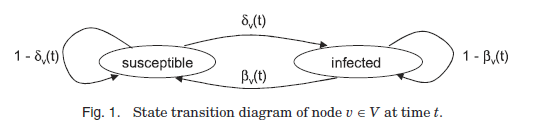 δᵥ(t)
1 - δᵥ(t)
susceptible
infected
1 - βᵥ(t)
βᵥ(t)
Fig. 1. State transition diagram of node υ ∈ V at time t.